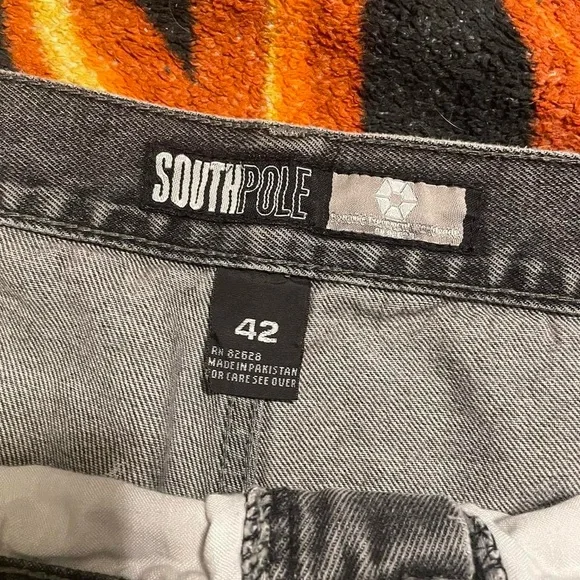 SOUTHPOLE
42
RN 82628
MADE IN PAKISTAN
FOR CARE SEE OVER